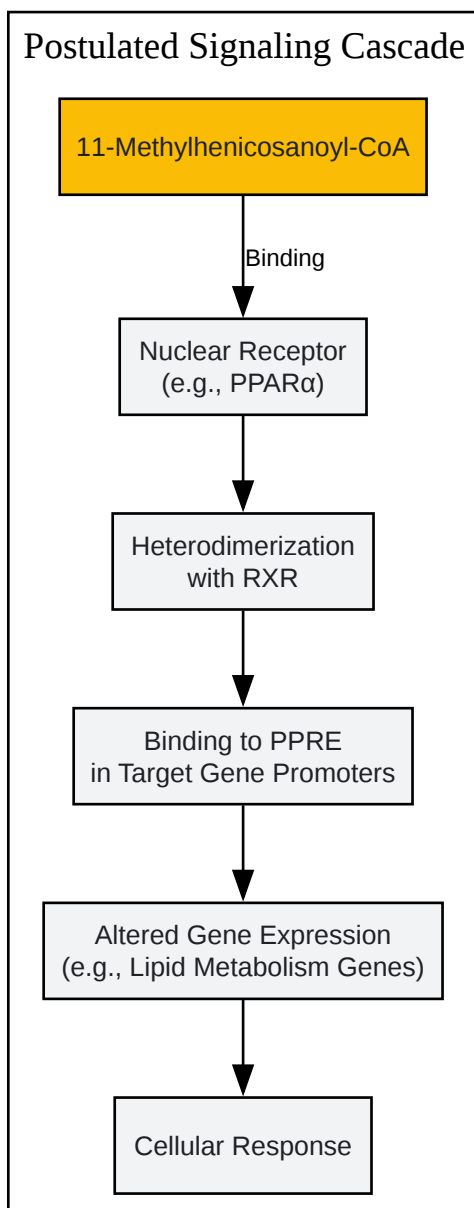 Postulated Signaling Cascade
11-Methylhenicosanoyl-CoA
Binding
Nuclear Receptor
(e.g., PPARα)
Heterodimerization
with RXR
Binding to PPRE
in Target Gene Promoters
Altered Gene Expression
(e.g., Lipid Metabolism Genes)
Cellular Response